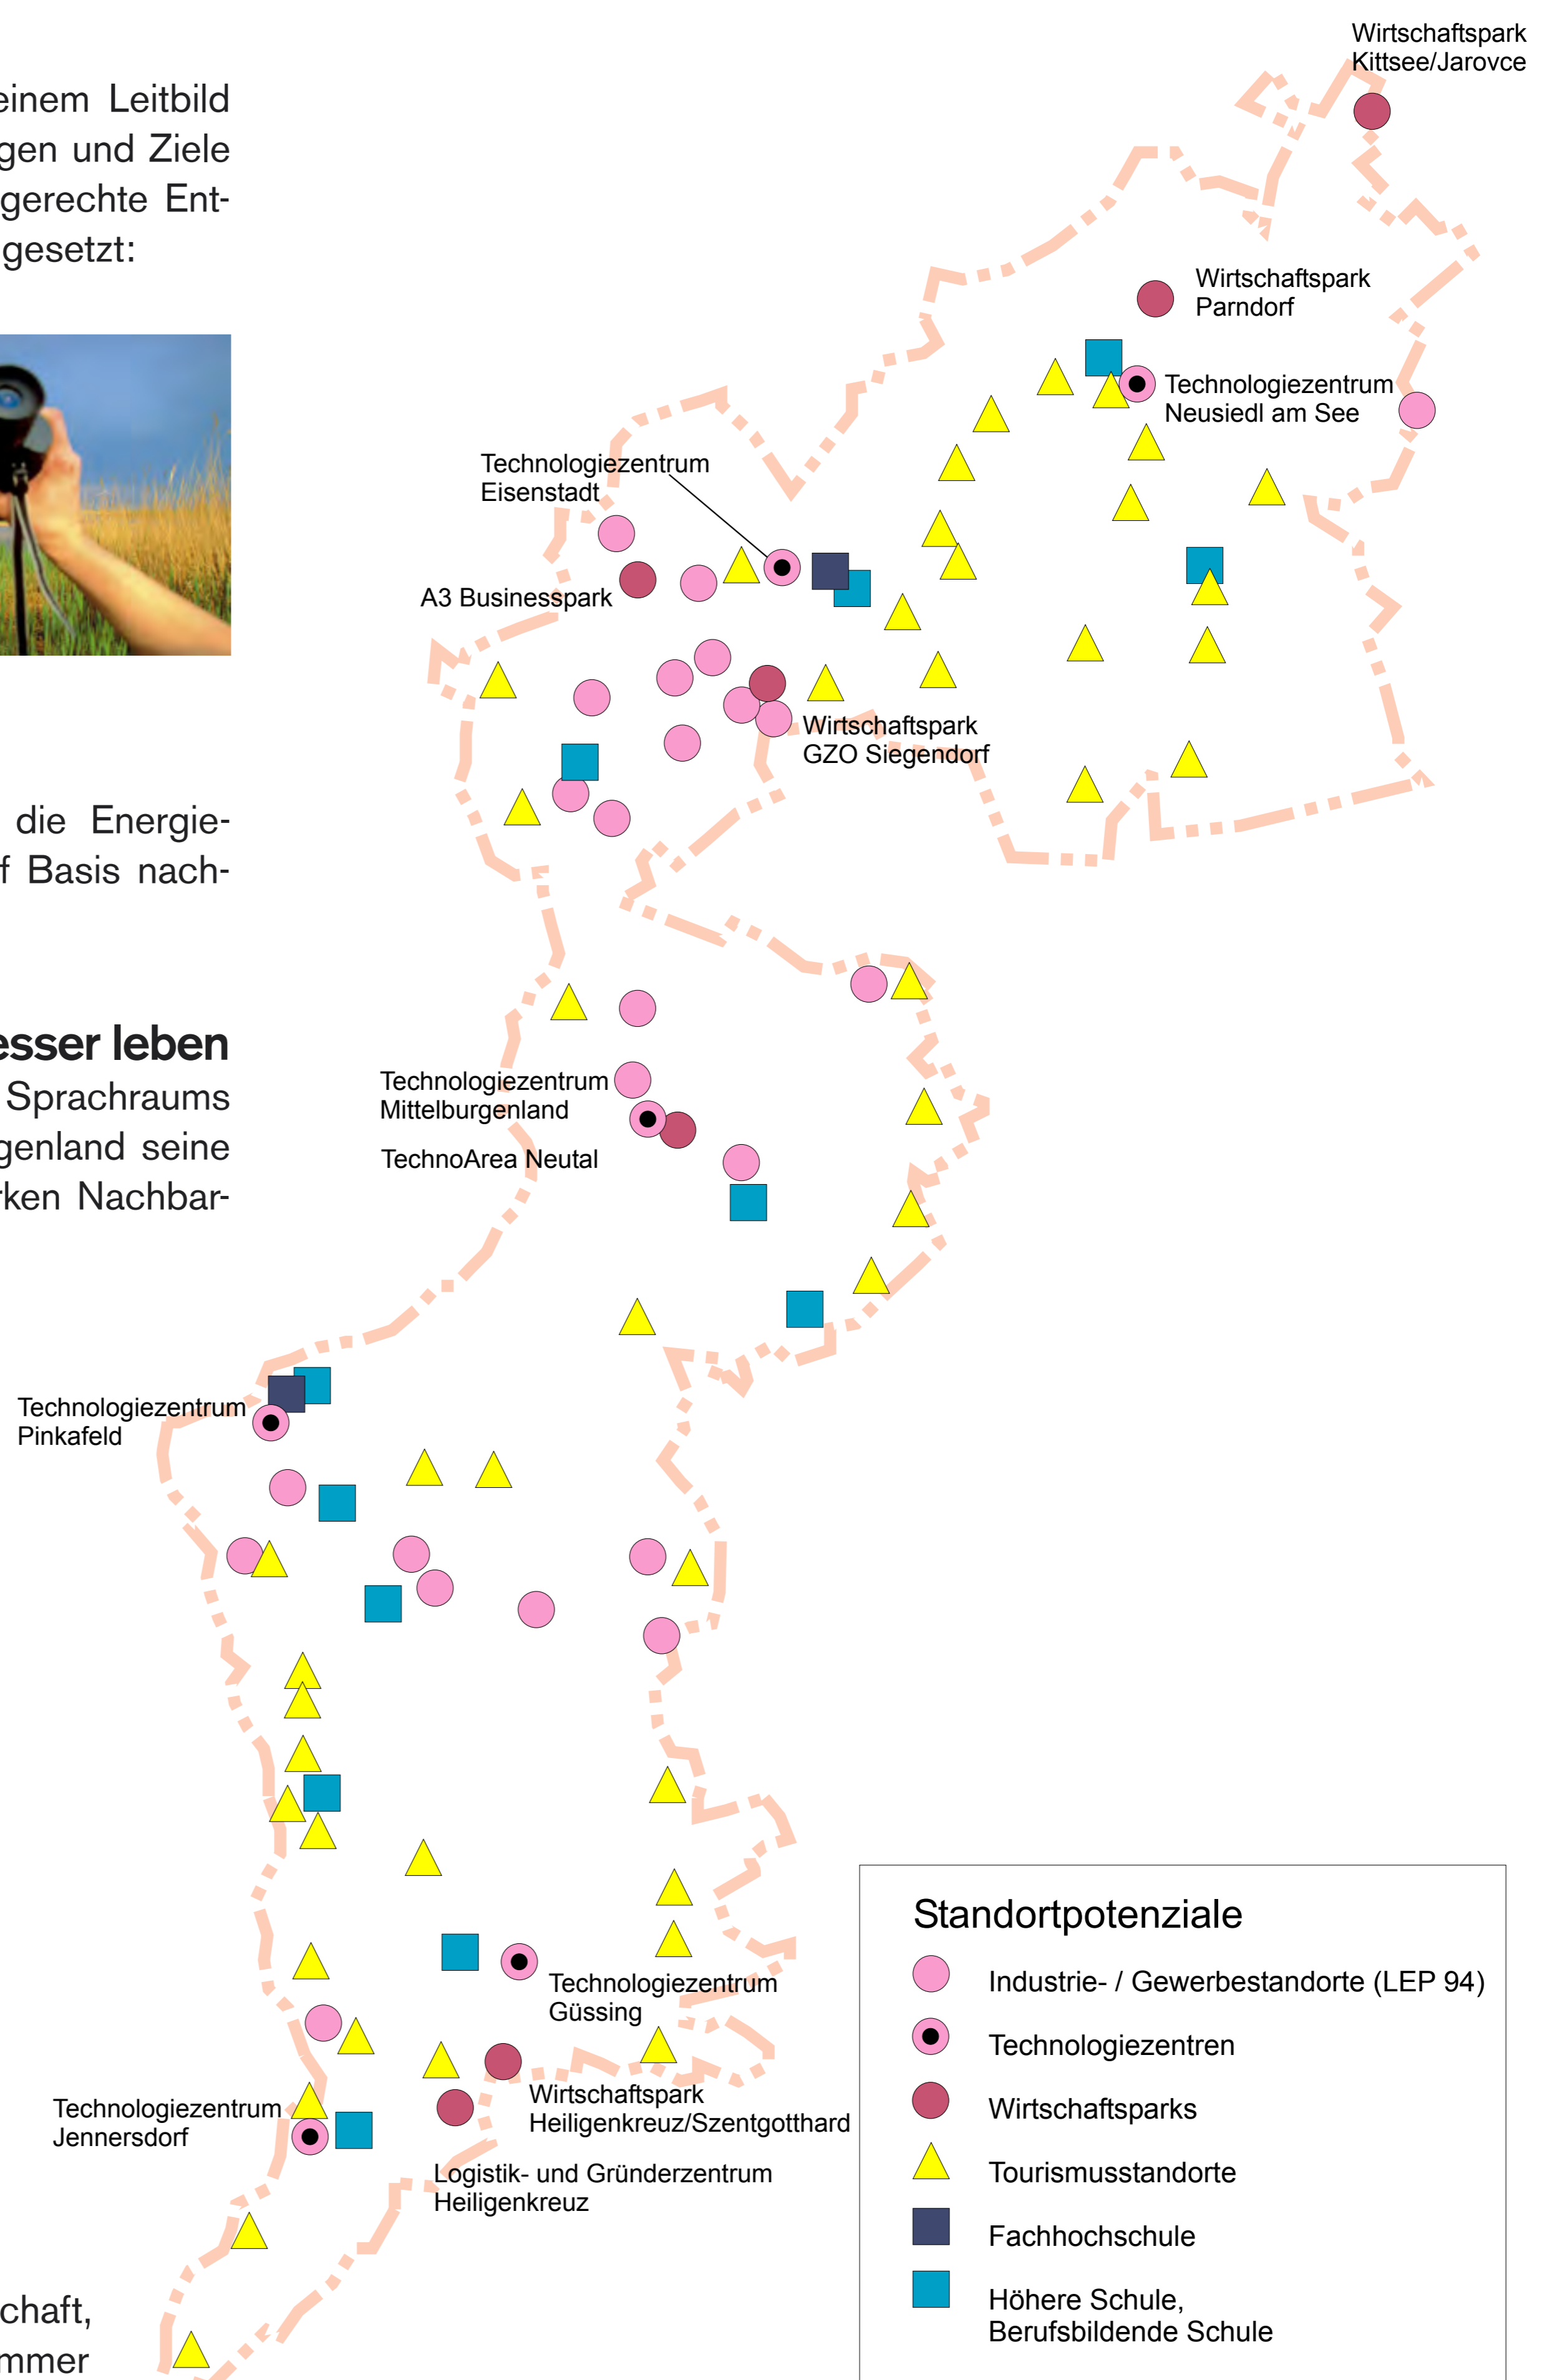 einem Leitbild
gen und Ziele
gerechte Ent-
gesetzt:
die Energie-
f Basis nach-
esser leben
Sprachraums
genland seine
rken Nachbar-
chaft,
mmer
Wirtschaftspark
Kittsee/Jarovce
Wirtschaftspark
Parndorf
Technologiezentrum
Neusiedl am See
Technologiezentrum
Eisenstadt
A3 Businesspark
Wirtschaftspark
GZO Siegendorf
Technologiezentrum
Mittelburgenland
TechnoArea Neutal
Technologiezentrum
Pinkafeld
Technologiezentrum
Güssing
Wirtschaftspark
Heiligenkreuz/Szentgotthard
Technologiezentrum
Jennersdorf
Logistik- und Gründerzentrum
Heiligenkreuz
Standortpotenziale
Industrie- / Gewerbestandorte (LEP 94)
Technologiezentren
Wirtschaftsparks
Tourismusstandorte
Fachhochschule
Höhere Schule,
Berufsbildende Schule